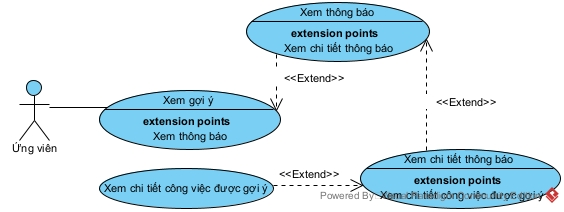 Xem thông báo
extension points
Xem chi tiết thông báo
<<Extend>>
Xem gợi ý
extension points
Xem thông báo
<<Extend>>
Ứng viên
Xem chi tiết thông báo
<<Extend>>
extension points
Xem chi tiết công việc được gợi ý
Xem chi tiết công việc được gợi ý
Powered By: